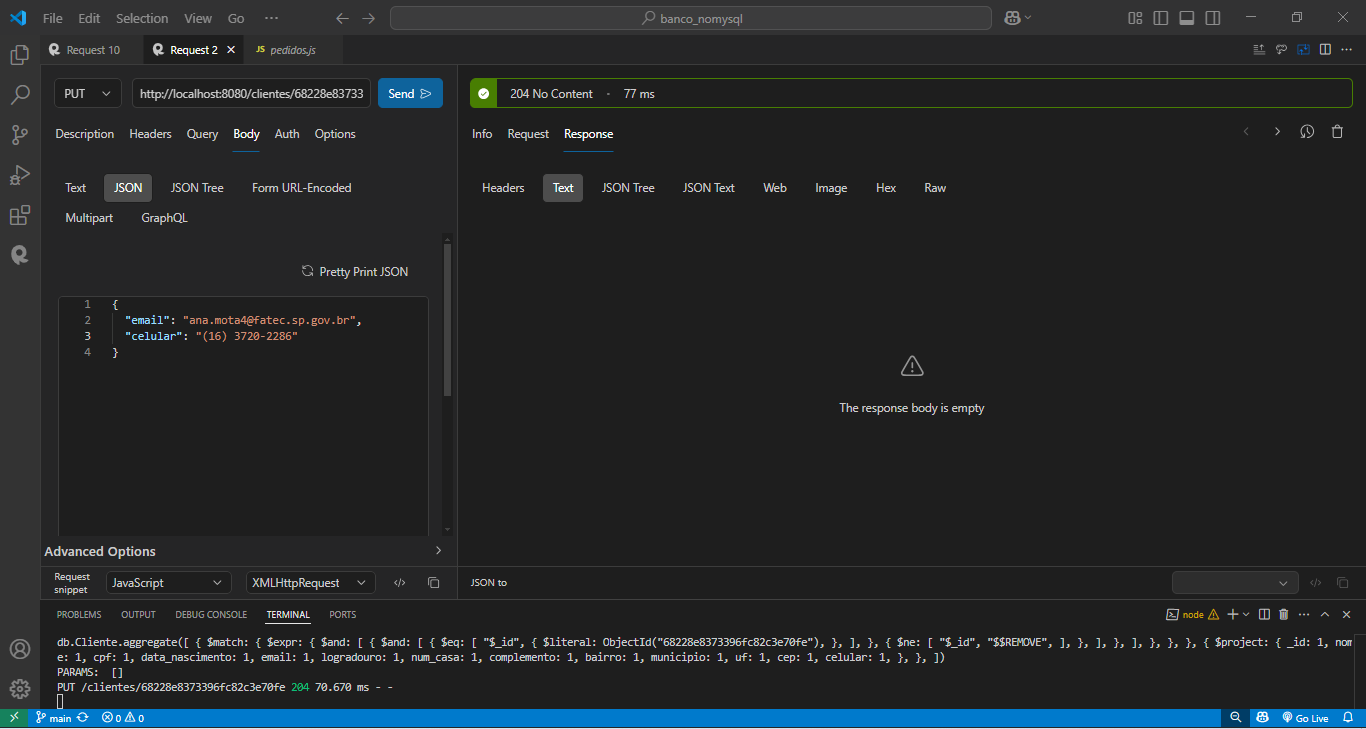 File Edit Selection View Go ···
banco_nomysql
Request 10
Request 2
JS pedidos.js
PUT
http://localhost:8080/clientes/68228e83733
Send
Description Headers Query Body Auth Options
Text JSON JSON Tree Form URL-Encoded
Multipart GraphQL
Pretty Print JSON
1 {
2 "email": "ana.mota4@fatec.sp.gov.br",
3 "celular": "(16) 3720-2286"
4 }
Advanced Options
Request snippet
JavaScript
XMLHttpRequest
204 No Content · 77 ms
Info Request Response
Headers Text JSON Tree JSON Text Web Image Hex Raw
The response body is empty
JSON to
PROBLEMS OUTPUT DEBUG CONSOLE TERMINAL PORTS
node
db.Cliente.aggregate([ { $match: { $expr: { $and: [ { $and: [ { $eq: [ "$_id", { $literal: ObjectId("68228e8373396fc82c3e70fe"), }, ], }, { $ne: [ "$_id", "$$REMOVE", ], }, ], }, ], }, }, }, { $project: { _id: 1, nom
e: 1, cpf: 1, data_nascimento: 1, email: 1, logradouro: 1, num_casa: 1, complemento: 1, bairro: 1, municipio: 1, uf: 1, cep: 1, celular: 1, }, }, ])
PARAMS: []
PUT /clientes/68228e8373396fc82c3e70fe 204 70.670 ms - -
main
0 0
Go Live